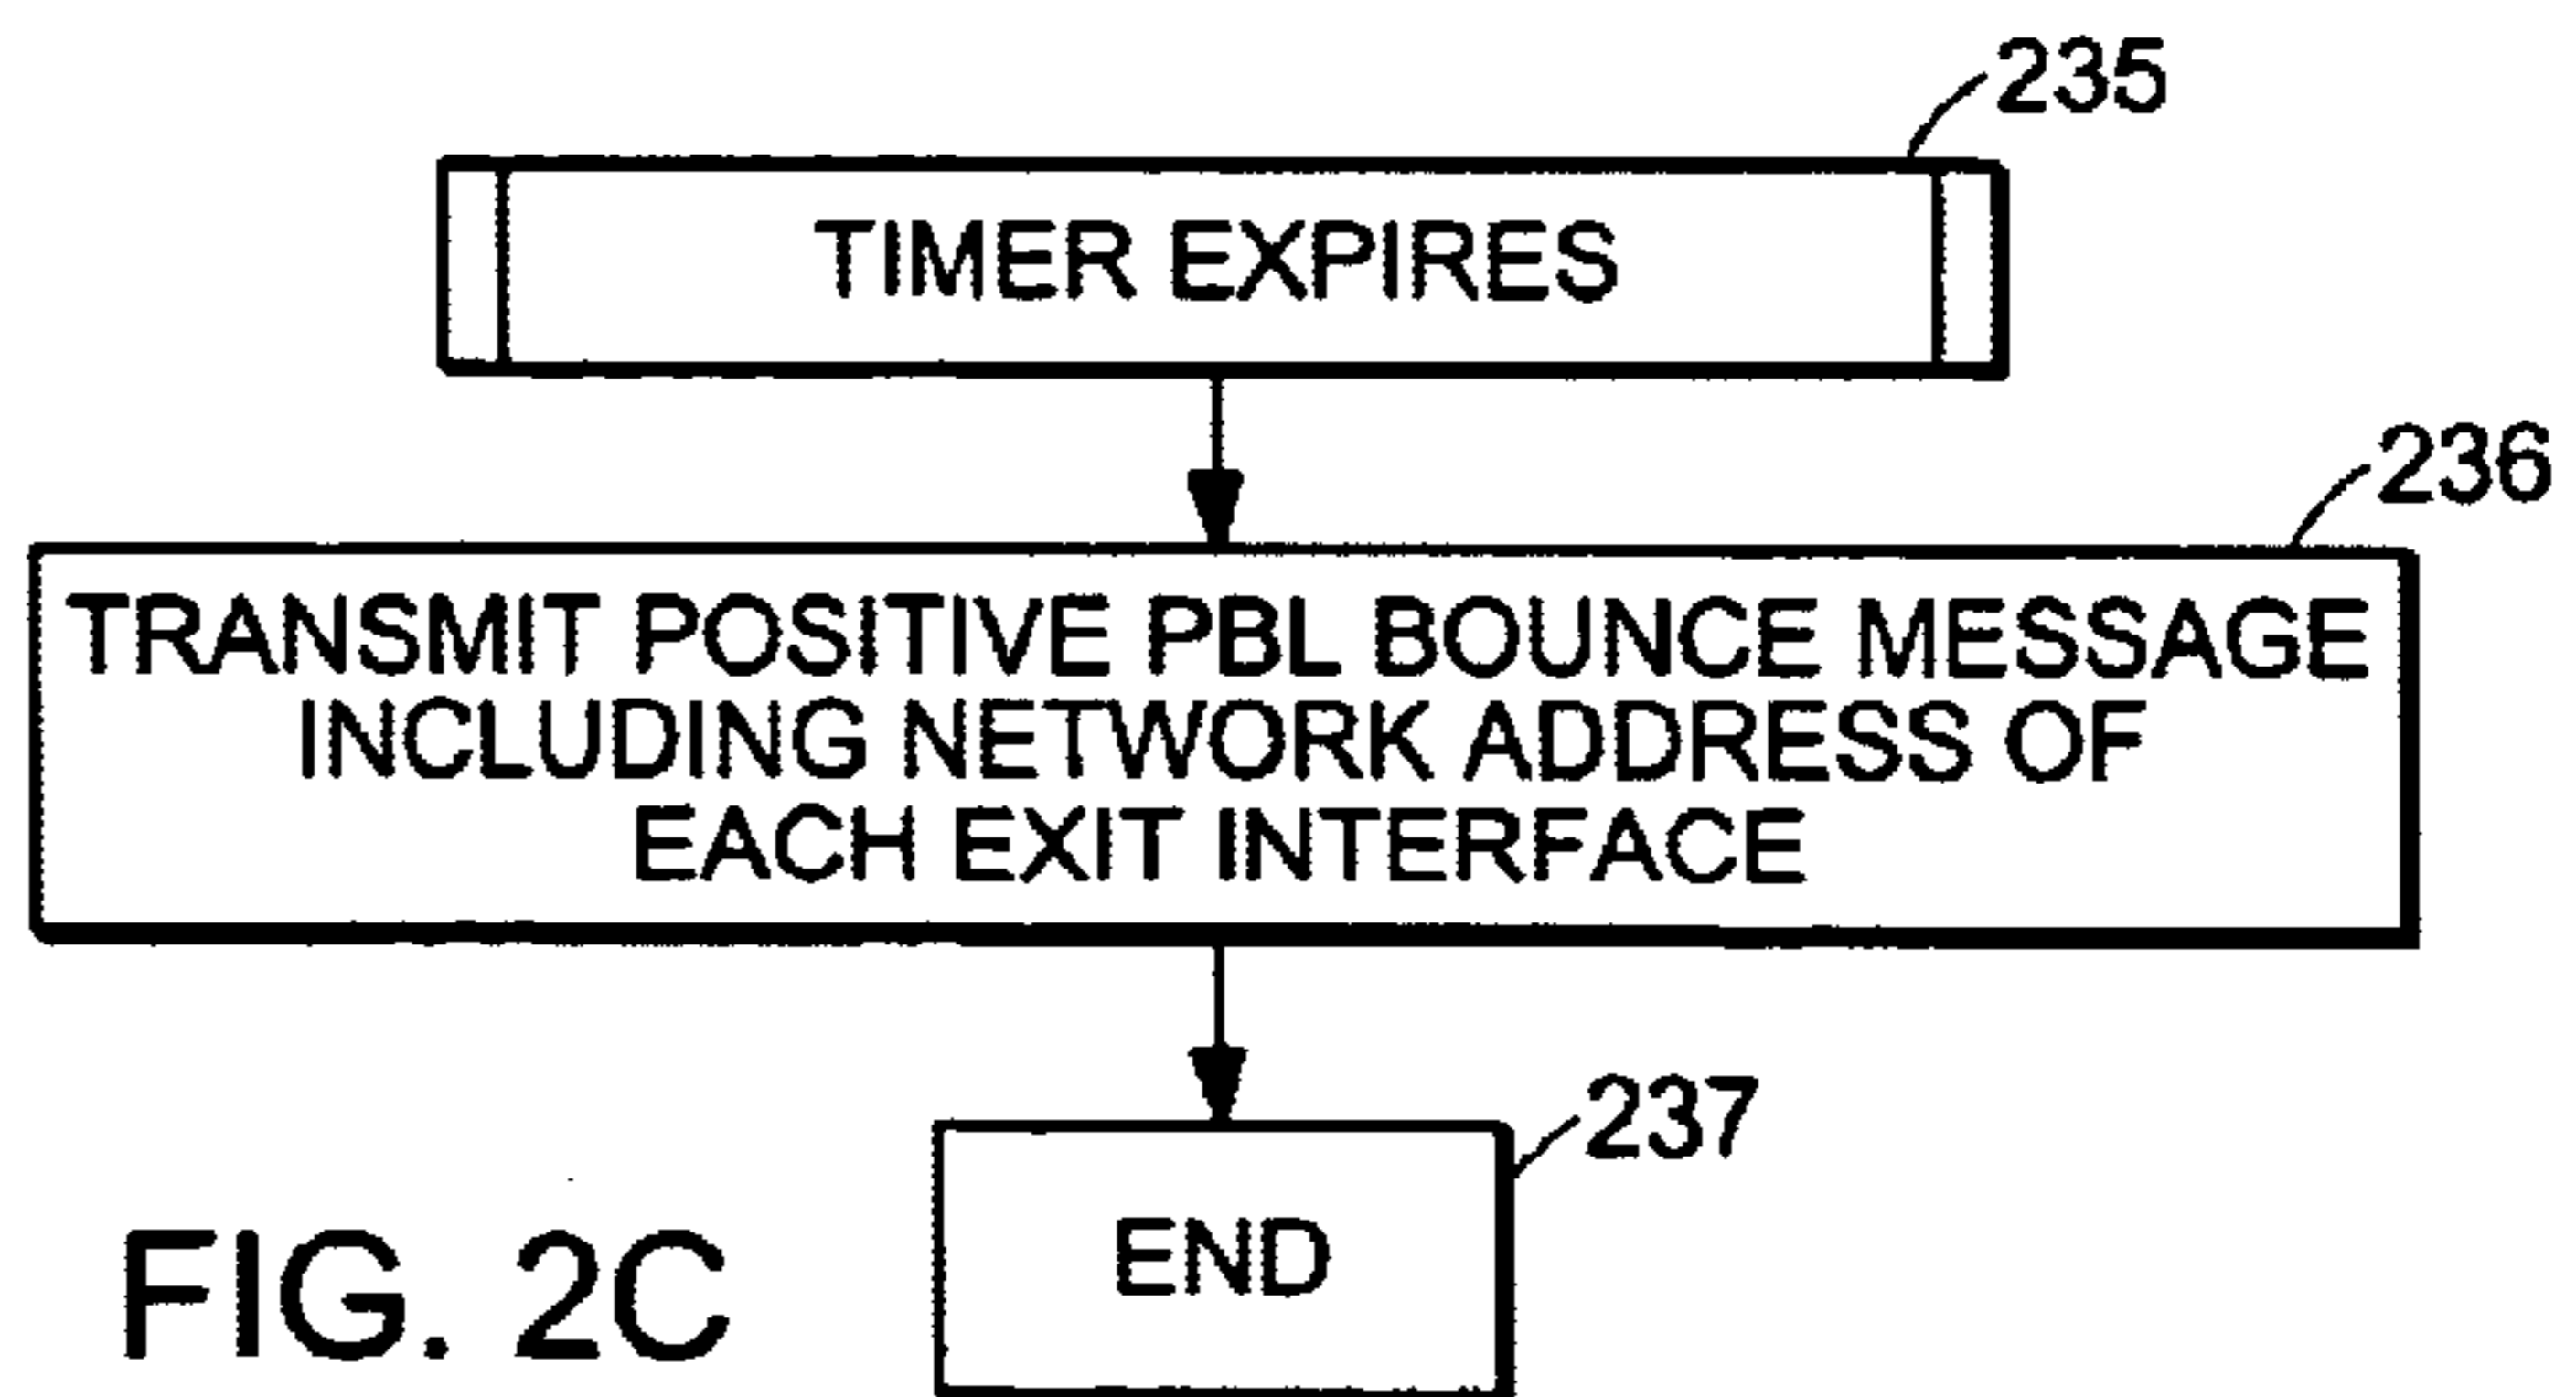 235
TIMER EXPIRES
236
TRANSMIT POSITIVE PBL BOUNCE MESSAGE
INCLUDING NETWORK ADDRESS OF
EACH EXIT INTERFACE
237
END
FIG. 2C